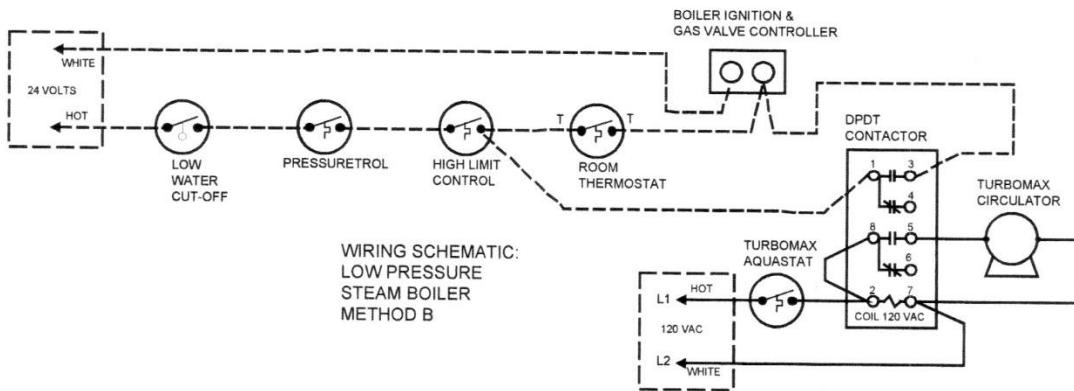 BOILER IGNITION &
GAS VALVE CONTROLLER
WHITE
24 VOLTS
HOT
LOW
WATER
CUT-OFF
PRESSURETROL
HIGH LIMIT
CONTROL
T
T
ROOM
THERMOSTAT
DPDT
CONTACTOR
1
3
4
8
5
6
2
7
COIL 120 VAC
TURBOMAX
CIRCULATOR
TURBOMAX
AQUASTAT
WIRING SCHEMATIC:
LOW PRESSURE
STEAM BOILER
METHOD B
L1
HOT
120 VAC
L2
WHITE